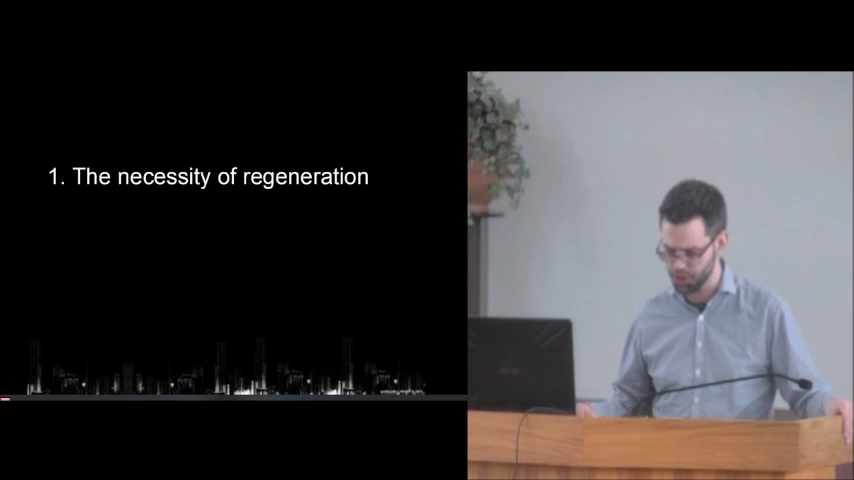 1. The necessity of regeneration